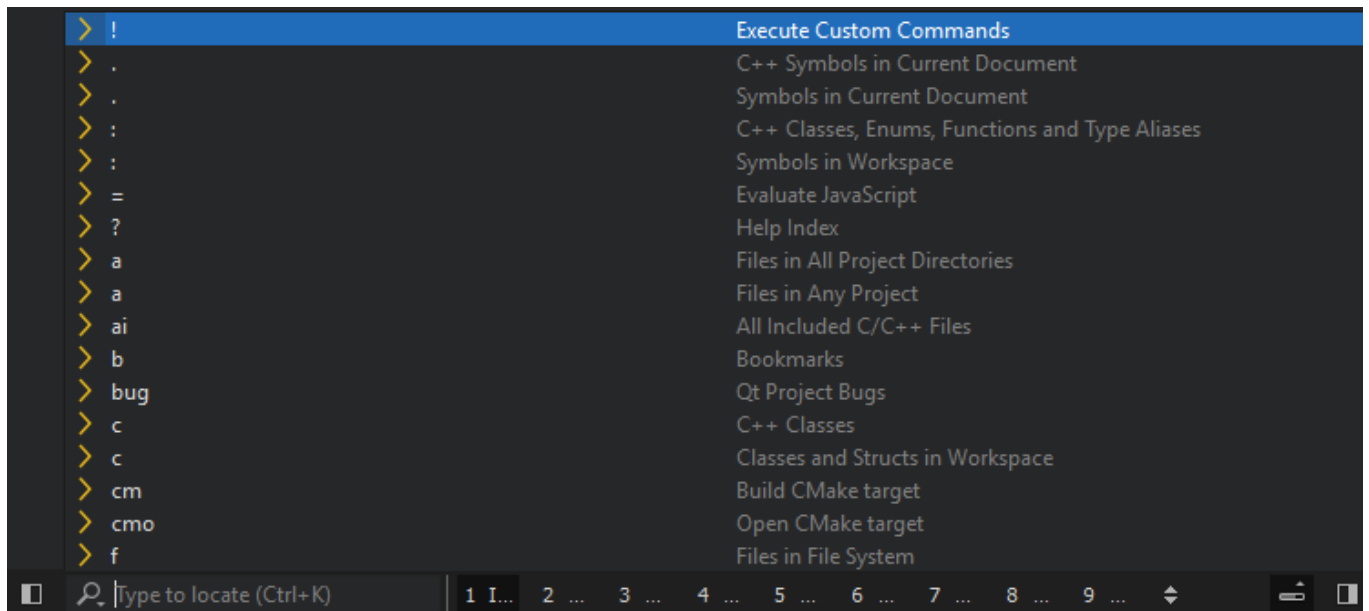 ! Execute Custom Commands
. C++ Symbols in Current Document
. Symbols in Current Document
: C++ Classes, Enums, Functions and Type Aliases
: Symbols in Workspace
= Evaluate JavaScript
? Help Index
a Files in All Project Directories
a Files in Any Project
ai All Included C/C++ Files
b Bookmarks
bug Qt Project Bugs
c C++ Classes
c Classes and Structs in Workspace
cm Build CMake target
cmo Open CMake target
f Files in File System
Type to locate (Ctrl+K) 1 I... 2 ... 3 ... 4 ... 5 ... 6 ... 7 ... 8 ... 9 ...